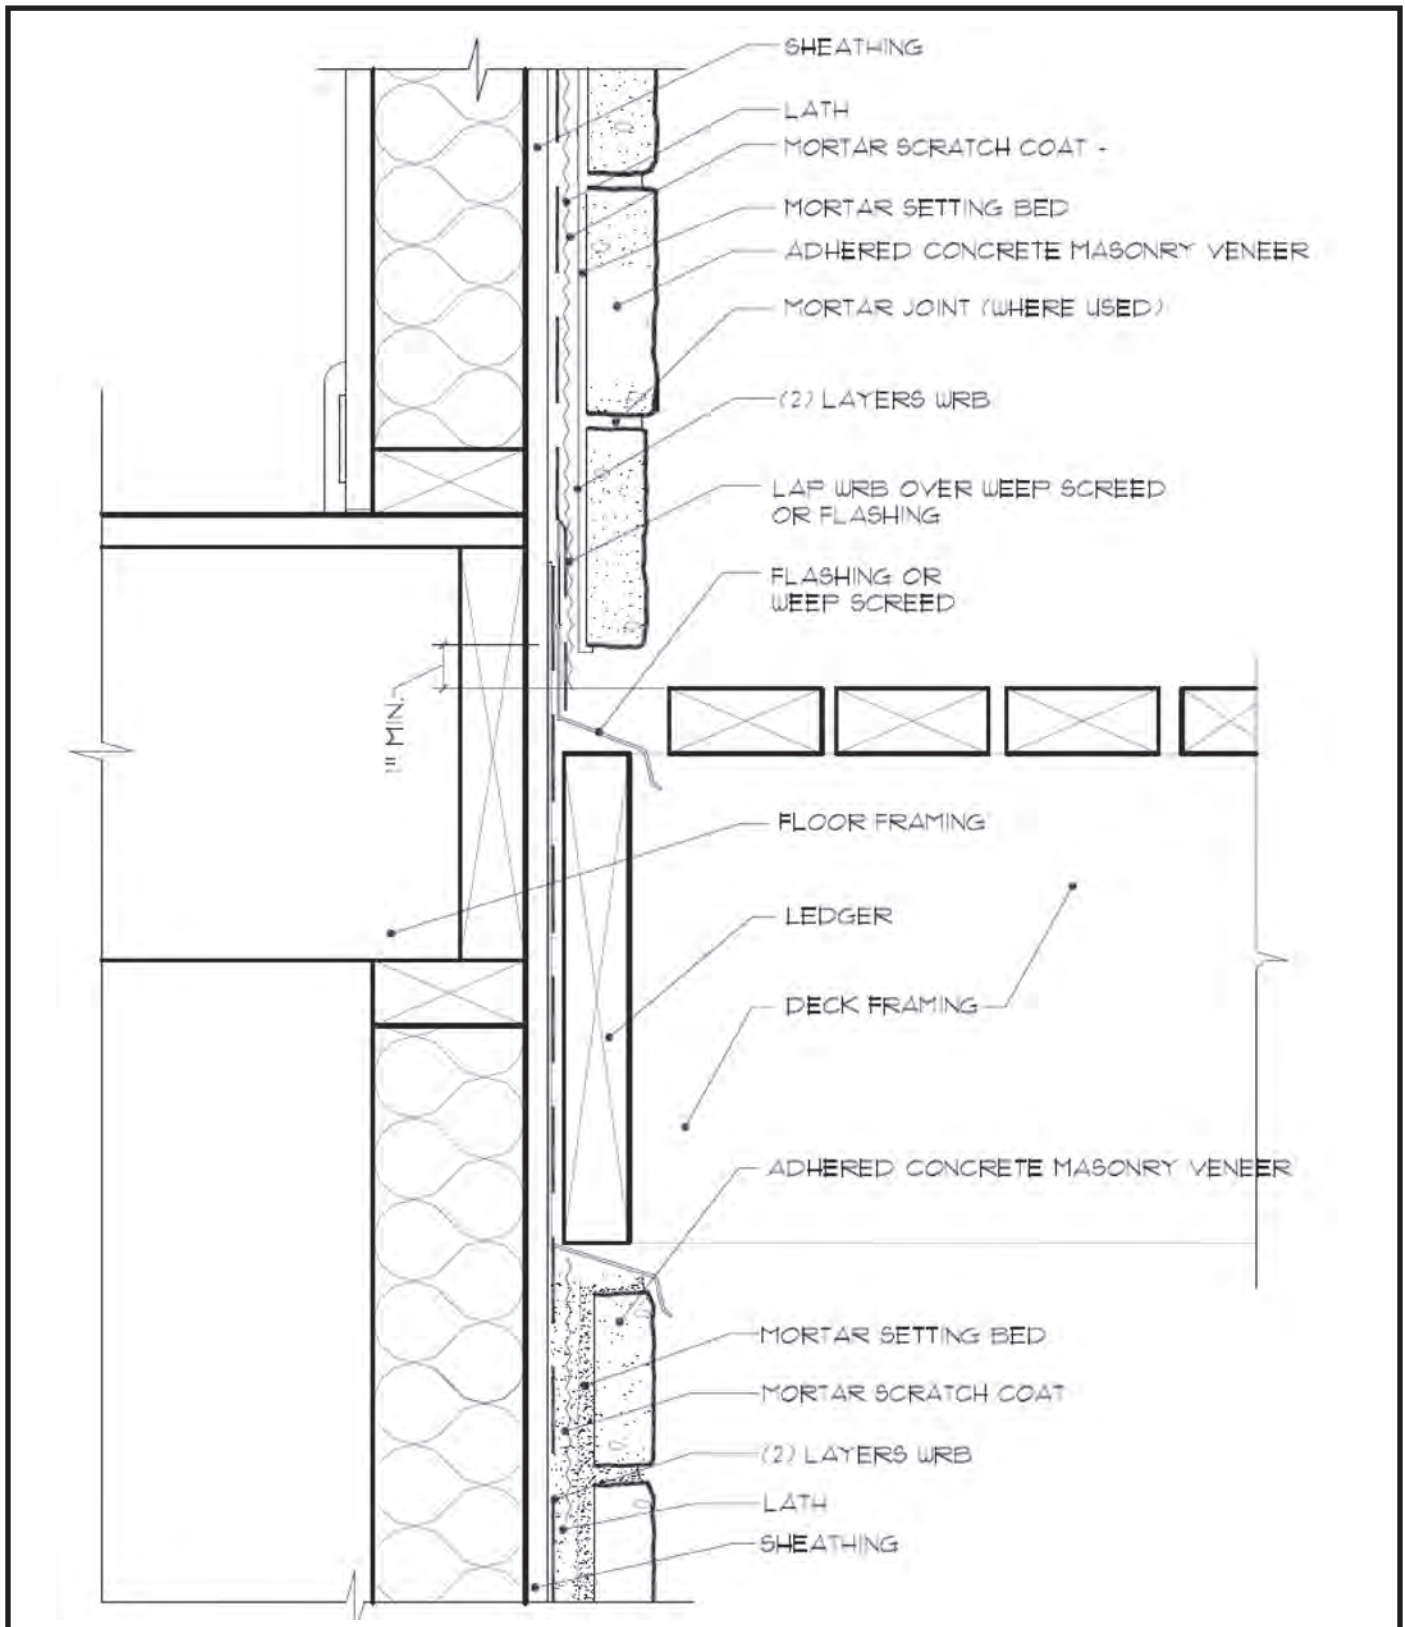 SHEATHING
LATH
MORTAR SCRATCH COAT -
MORTAR SETTING BED
ADHERED CONCRETE MASONRY VENEER
MORTAR JOINT (WHERE USED)
(2) LAYERS WRB
LAP WRB OVER WEEP SCREED
OR FLASHING
FLASHING OR
WEEP SCREED
1" MIN.
FLOOR FRAMING
LEDGER
DECK FRAMING
ADHERED CONCRETE MASONRY VENEER
MORTAR SETTING BED
MORTAR SCRATCH COAT
(2) LAYERS WRB
LATH
SHEATHING